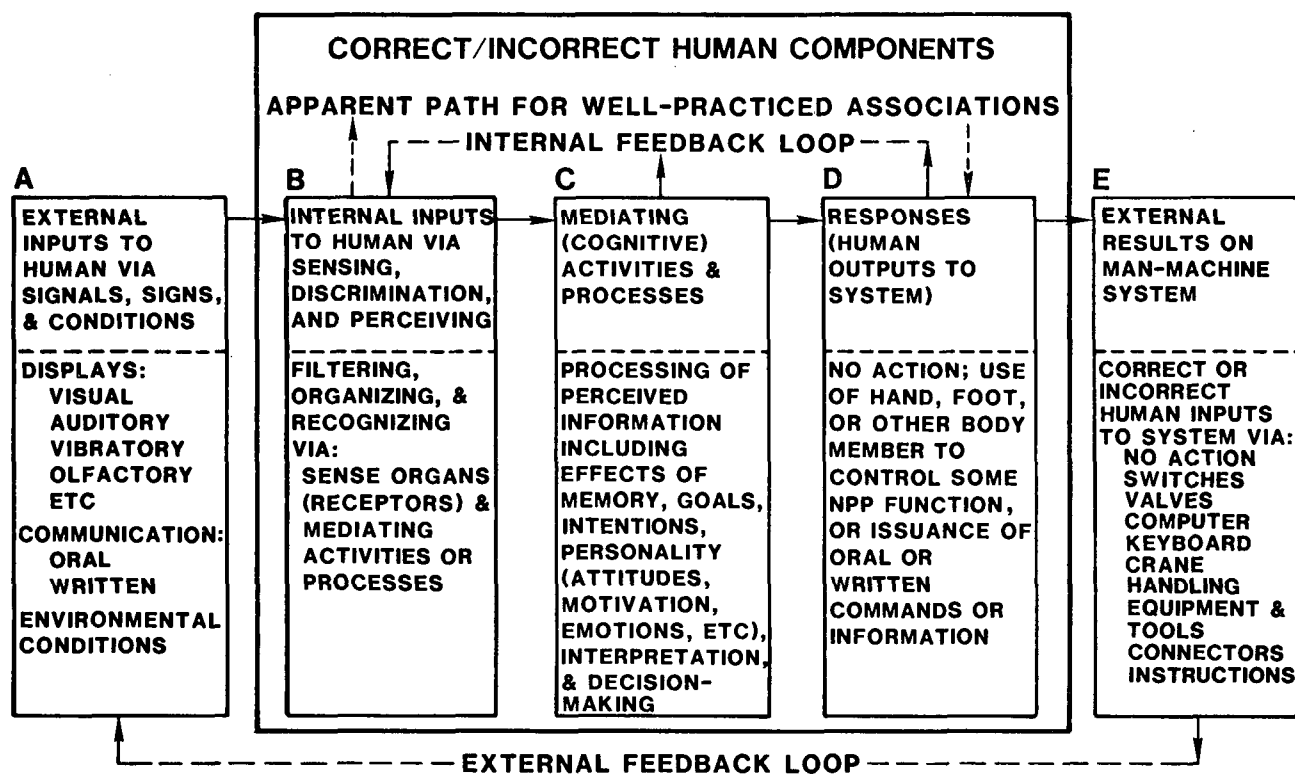 CORRECT/INCORRECT HUMAN COMPONENTS
APPARENT PATH FOR WELL-PRACTICED ASSOCIATIONS
INTERNAL FEEDBACK LOOP
A
EXTERNAL
INPUTS TO
HUMAN VIA
SIGNALS, SIGNS,
& CONDITIONS
DISPLAYS:
VISUAL
AUDITORY
VIBRATORY
OLFACTORY
ETC
COMMUNICATION:
ORAL
WRITTEN
ENVIRONMENTAL
CONDITIONS
B
INTERNAL INPUTS
TO HUMAN VIA
SENSING,
DISCRIMINATION,
AND PERCEIVING
FILTERING,
ORGANIZING, &
RECOGNIZING
VIA:
SENSE ORGANS
(RECEPTORS) &
MEDIATING
ACTIVITIES OR
PROCESSES
C
MEDIATING
(COGNITIVE)
ACTIVITIES &
PROCESSES
PROCESSING OF
PERCEIVED
INFORMATION
INCLUDING
EFFECTS OF
MEMORY, GOALS,
INTENTIONS,
PERSONALITY
(ATTITUDES,
MOTIVATION,
EMOTIONS, ETC),
INTERPRETATION,
& DECISION-
MAKING
D
RESPONSES
(HUMAN
OUTPUTS TO
SYSTEM)
NO ACTION; USE
OF HAND, FOOT,
OR OTHER BODY
MEMBER TO
CONTROL SOME
NPP FUNCTION,
OR ISSUANCE OF
ORAL OR
WRITTEN
COMMANDS OR
INFORMATION
E
EXTERNAL
RESULTS ON
MAN-MACHINE
SYSTEM
CORRECT OR
INCORRECT
HUMAN INPUTS
TO SYSTEM VIA:
NO ACTION
SWITCHES
VALVES
COMPUTER
KEYBOARD
CRANE
HANDLING
EQUIPMENT &
TOOLS
CONNECTORS
INSTRUCTIONS
EXTERNAL FEEDBACK LOOP